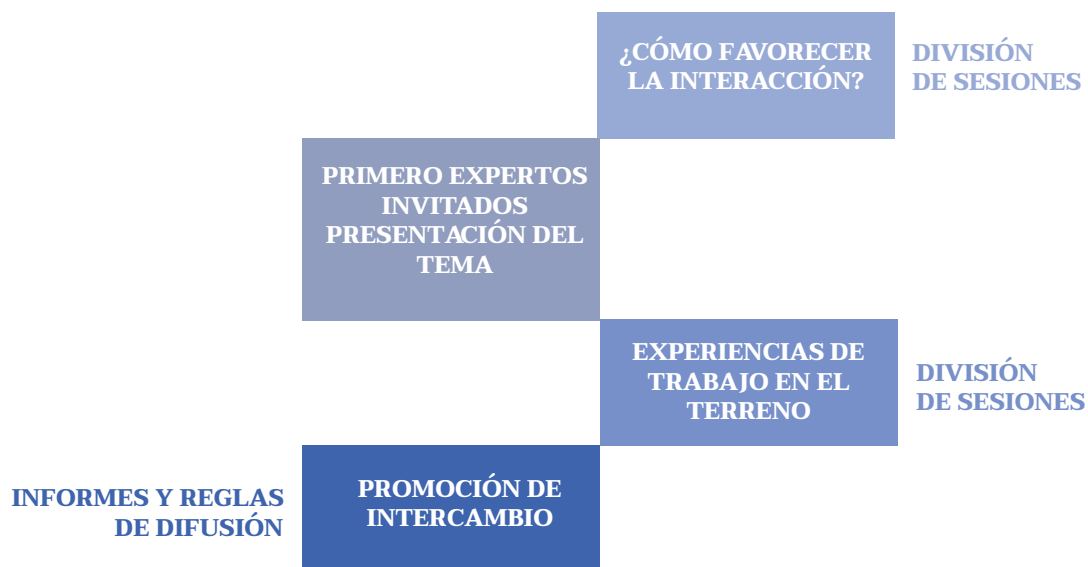 ¿CÓMO FAVORECER
LA INTERACCIÓN?
DIVISIÓN
DE SESIONES
PRIMERO EXPERTOS
INVITADOS
PRESENTACIÓN DEL
TEMA
EXPERIENCIAS DE
TRABAJO EN EL
TERRENO
DIVISIÓN
DE SESIONES
INFORMES Y REGLAS
DE DIFUSIÓN
PROMOCIÓN DE
INTERCAMBIO